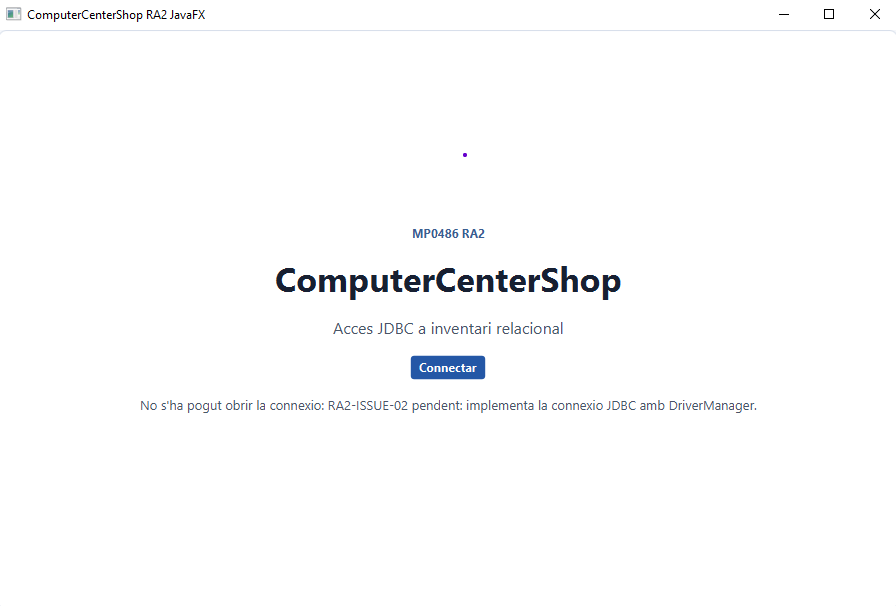 ComputerCenterShop RA2 JavaFX
MP0486 RA2
ComputerCenterShop
Acces JDBC a inventari relacional
Connectar
No s'ha pogut obrir la connexio: RA2-ISSUE-02 pendent: implementa la connexio JDBC amb DriverManager.